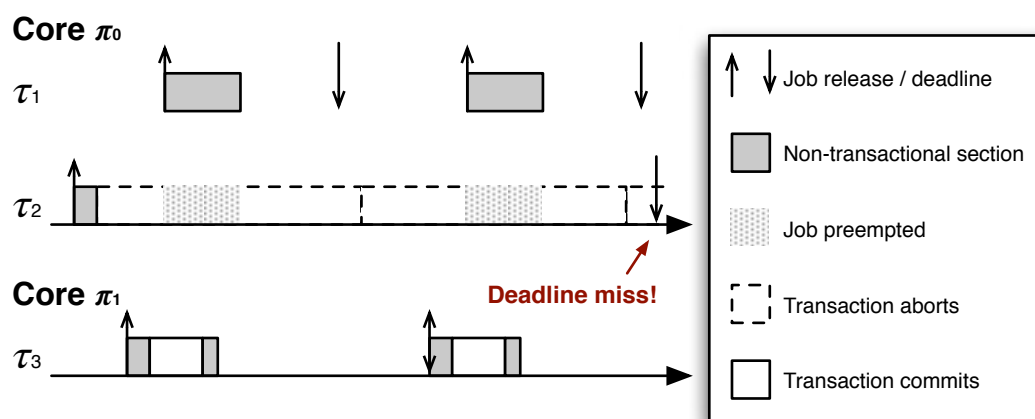 Core π0
τ1
τ2
Deadline miss!
Core π1
τ3
Job release / deadline
Non-transactional section
Job preempted
Transaction aborts
Transaction commits